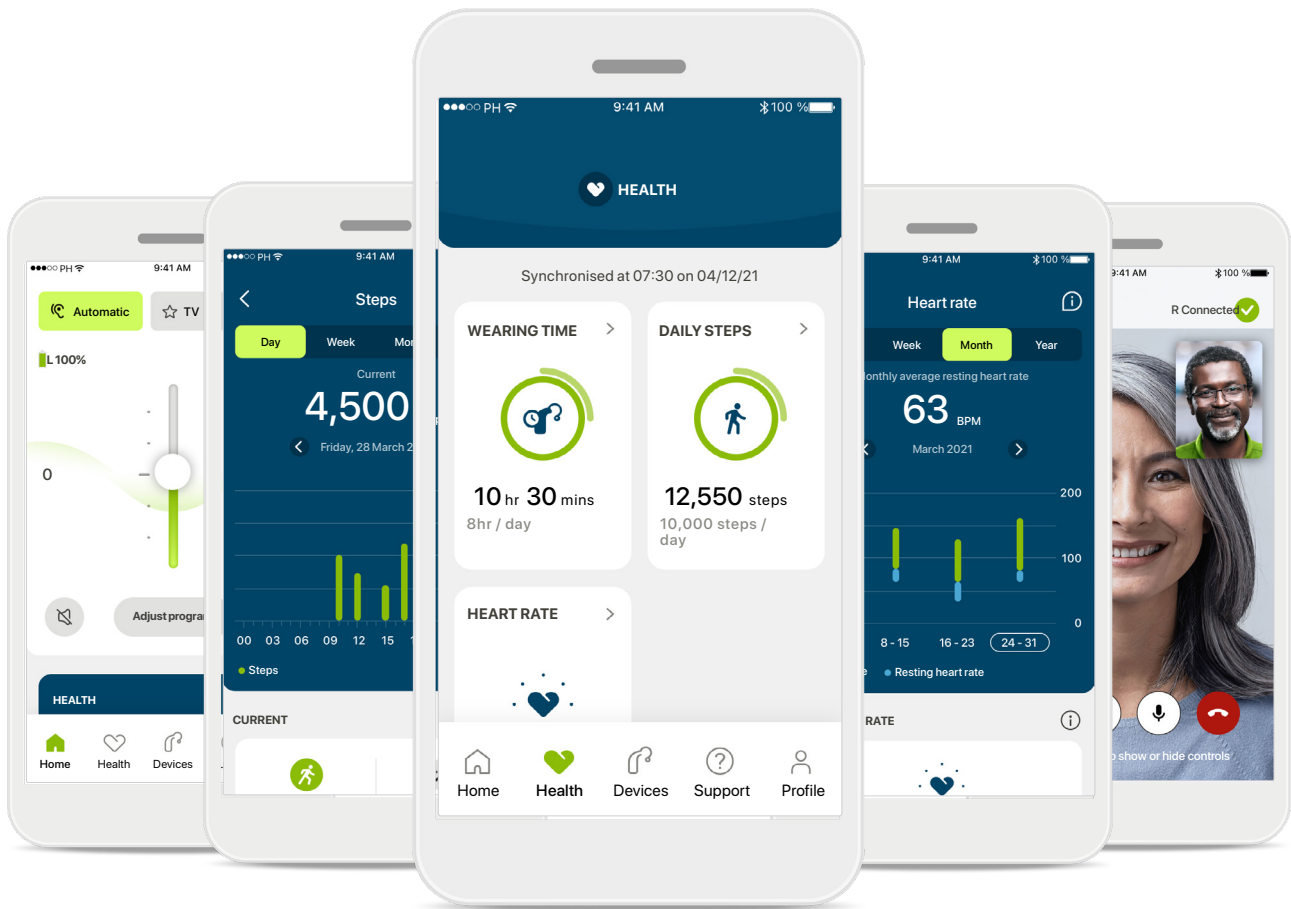 PH
9:41 AM
Automatic
TV
L 100%
0
HEALTH
Home
Health
Devices
PH
9:41 AM
Steps
Day
Week
Current
4,500
Friday, 28 March
00 03 06 09 12 15
Steps
CURRENT
PH
9:41 AM
100 %
HEALTH
Synchronised at 07:30 on 04/12/21
WEARING TIME
10 hr 30 mins
8hr / day
DAILY STEPS
12,550 steps
10,000 steps /
day
HEART RATE
Home
Health
Devices
Support
Profile
9:41 AM
100 %
Heart rate
Week
Month
Year
average resting heart rate
63 BPM
March 2021
200
100
0
8 - 15
16 - 23
24 - 31
Resting heart rate
RATE
9:41 AM
100 %
R Connected
show or hide controls